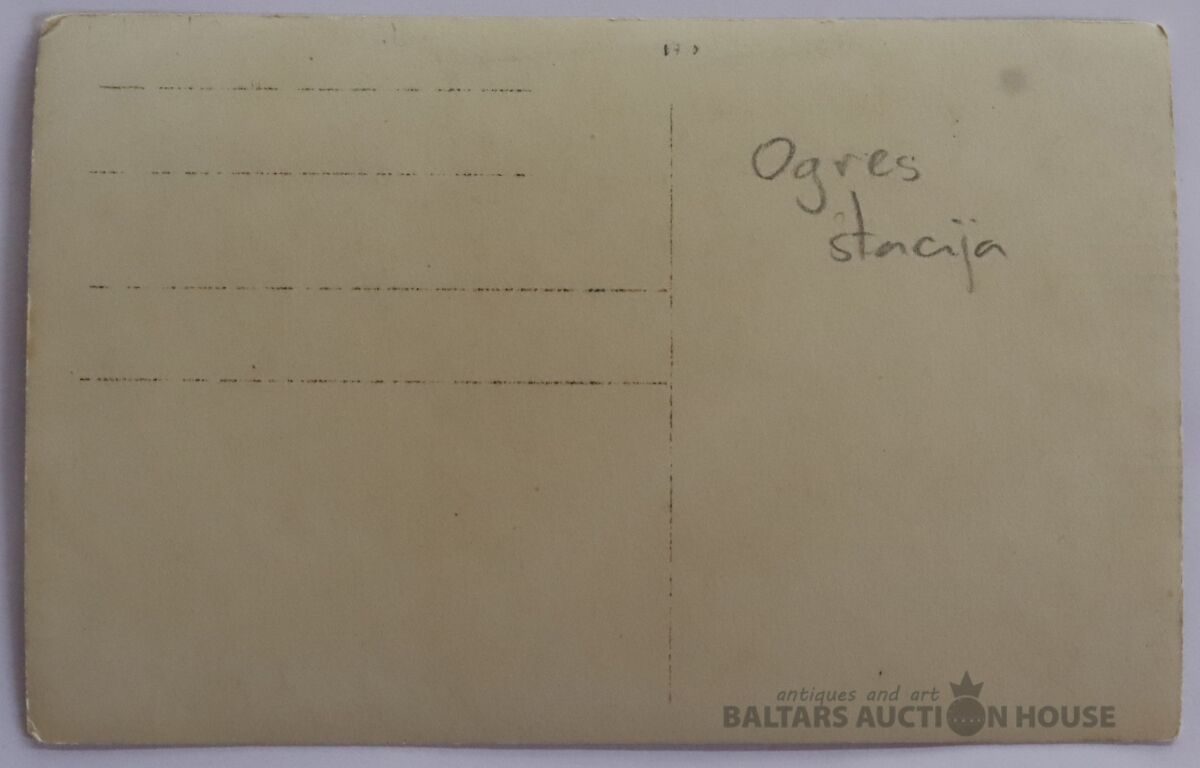 Ogres
stacija
antiques and art
BALTARS AUCTION HOUSE